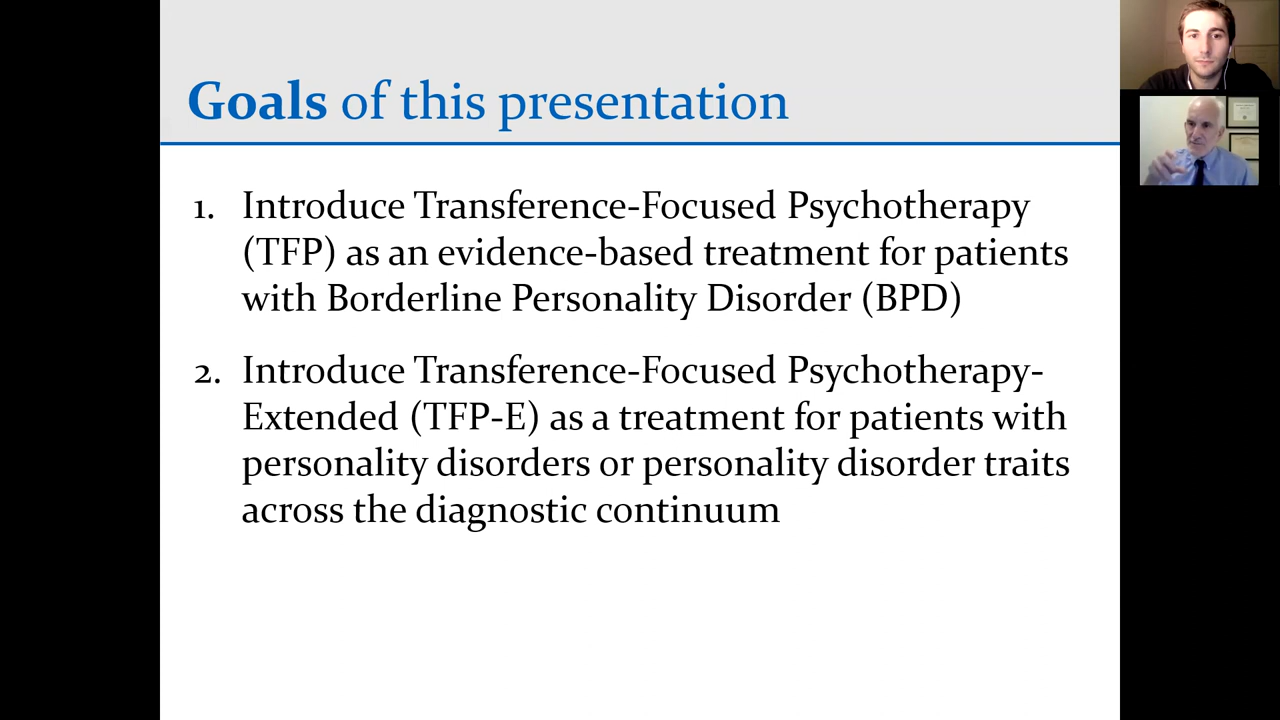 Goals of this presentation
1. Introduce Transference-Focused Psychotherapy
(TFP) as an evidence-based treatment for patients
with Borderline Personality Disorder (BPD)
2. Introduce Transference-Focused Psychotherapy-
Extended (TFP-E) as a treatment for patients with
personality disorders or personality disorder traits
across the diagnostic continuum